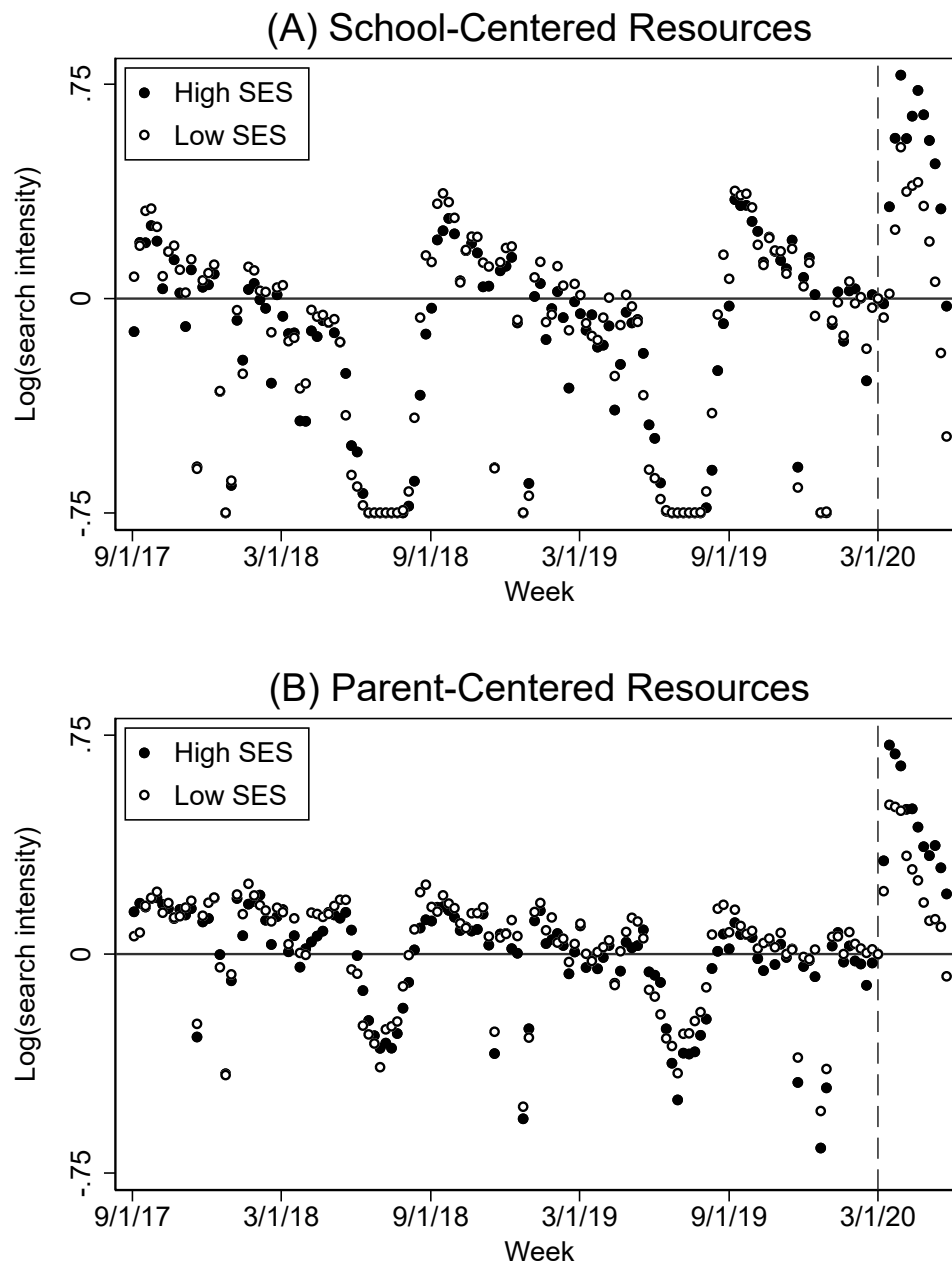 (A) School-Centered Resources
.75
0
-.75
Log(search intensity)
High SES
Low SES
9/1/17 3/1/18 9/1/18 3/1/19 9/1/19 3/1/20
Week
(B) Parent-Centered Resources
.75
0
-.75
Log(search intensity)
High SES
Low SES
9/1/17 3/1/18 9/1/18 3/1/19 9/1/19 3/1/20
Week